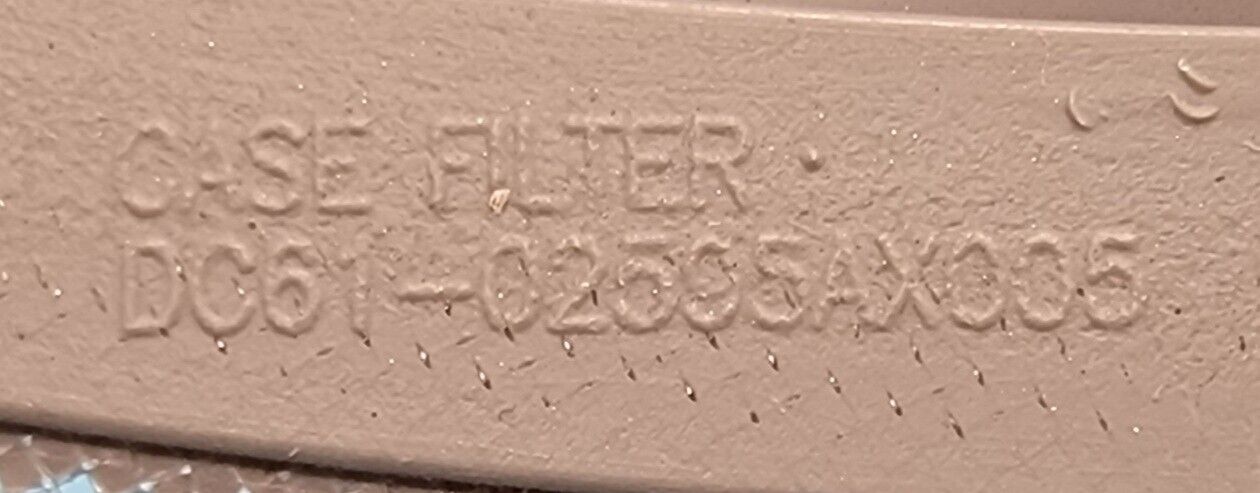 CASE FILTER
DC61-02595AX005